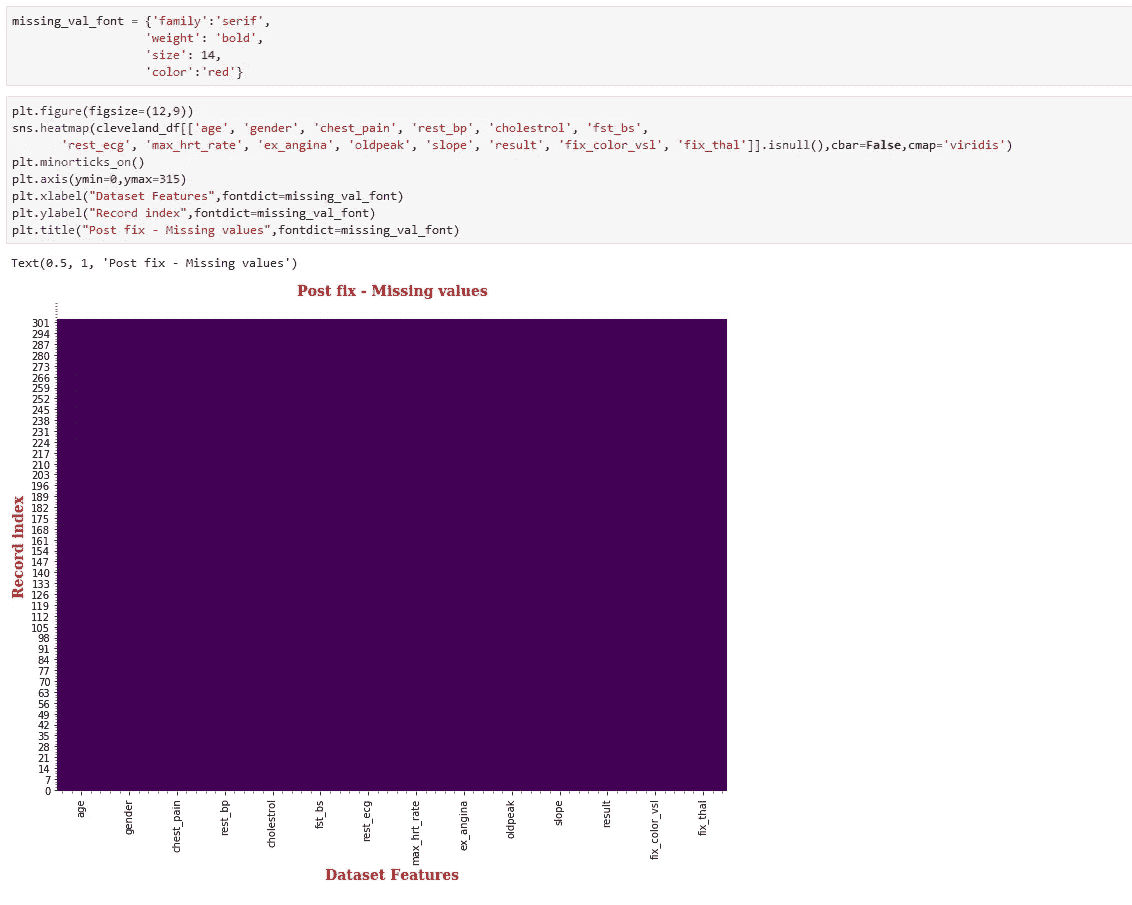 missing_val_font = {'family':'serif',
'weight': 'bold',
'size': 14,
'color':'red'}
plt.figure(figsize=(12,9))
sns.heatmap(cleveland_df[['age', 'gender', 'chest_pain', 'rest_bp', 'cholestrol', 'fst_bs',
'rest_ecg', 'max_hrt_rate', 'ex_angina', 'oldpeak', 'slope', 'result', 'fix_color_vsl', 'fix_thal']].isnull(),cbar=False,cmap='viridis')
plt.minorticks_on()
plt.axis(ymin=0,ymax=315)
plt.xlabel("Dataset Features",fontdict=missing_val_font)
plt.ylabel("Record index",fontdict=missing_val_font)
plt.title("Post fix - Missing values",fontdict=missing_val_font)
Text(0.5, 1, 'Post fix - Missing values')
Post fix - Missing values
Record index
301
294
287
280
273
266
259
252
245
238
231
224
217
210
203
196
189
182
175
168
161
154
147
140
133
126
119
112
105
98
91
84
77
70
63
56
49
42
35
28
21
14
7
0
age
gender
chest_pain
rest_bp
cholestrol
fst_bs
rest_ecg
max_hrt_rate
ex_angina
oldpeak
slope
result
fix_color_vsl
fix_thal
Dataset Features